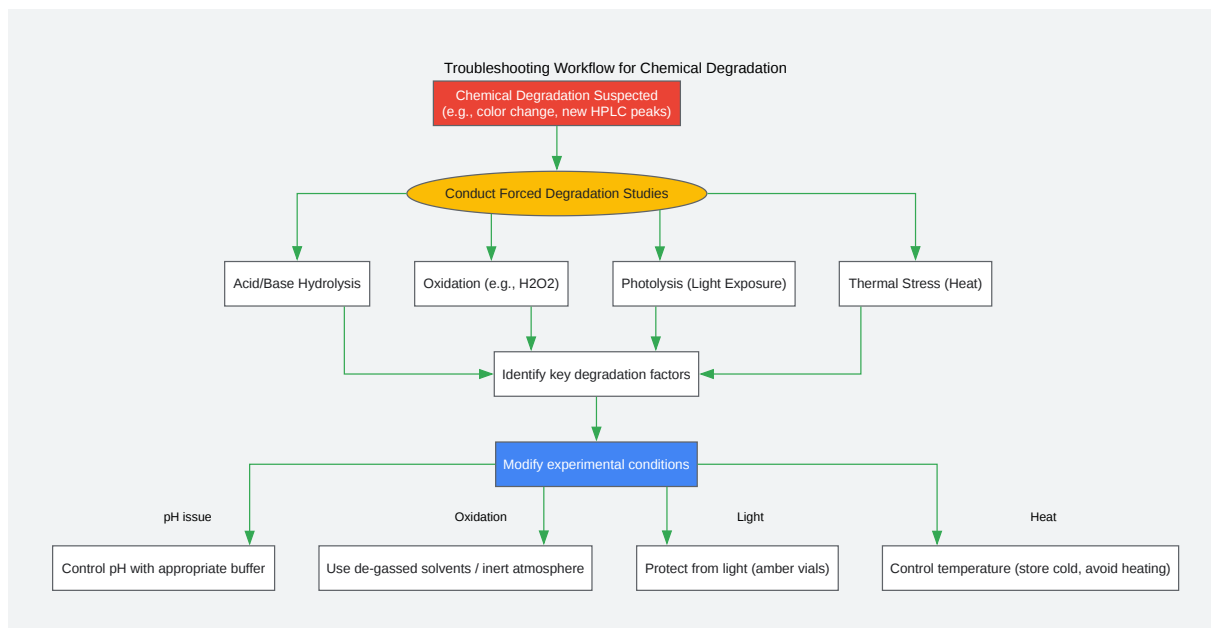 Troubleshooting Workflow for Chemical Degradation
Chemical Degradation Suspected
(e.g., color change, new HPLC peaks)
Conduct Forced Degradation Studies
Acid/Base Hydrolysis
Oxidation (e.g., H2O2)
Photolysis (Light Exposure)
Thermal Stress (Heat)
Identify key degradation factors
Modify experimental conditions
pH issue
Oxidation
Light
Heat
Control pH with appropriate buffer
Use de-gassed solvents / inert atmosphere
Protect from light (amber vials)
Control temperature (store cold, avoid heating)